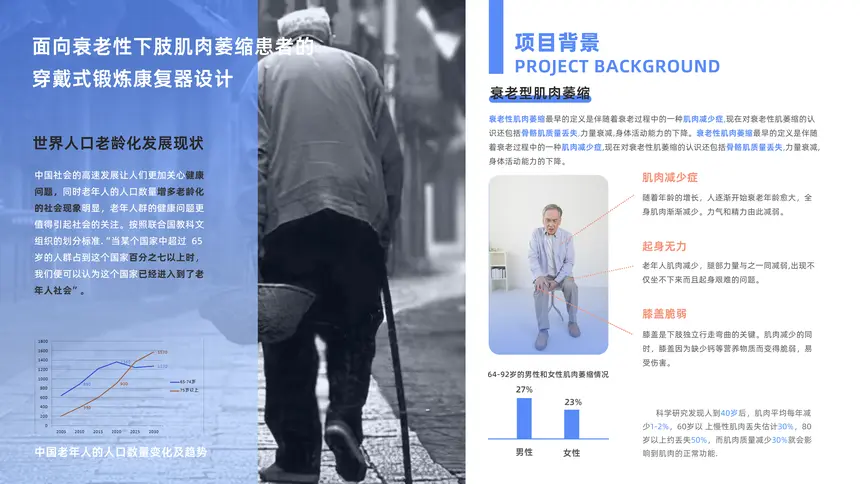 面向衰老性下肢肌肉萎缩患者的
穿戴式锻炼康复器设计
世界人口老龄化发展现状
中国社会的高速发展让人们更加关心健康
问题，同时老年人的人口数量增多老龄化
的社会现象明显，老年人群的健康问题更
值得引起社会的关注。按照联合国教科文
组织的划分标准.“当某个国家中超过 65
岁的人群占到这个国家百分之七以上时，
我们便可以认为这个国家已经进入到了老
年人社会”。
1800
1600
1400
1200
1000
800
600
400
200
0
2005 2010 2015 2020 2025 2030
65-74岁
75岁以上
中国老年人的人口数量变化及趋势
项目背景
PROJECT BACKGROUND
衰老型肌肉萎缩
衰老性肌肉萎缩最早的定义是伴随着衰老过程中的一种肌肉减少症,现在对衰老性肌萎缩的认
识还包括骨骼肌质量丢失,力量衰减,身体活动能力的下降。衰老性肌肉萎缩最早的定义是伴随
着衰老过程中的一种肌肉减少症,现在对衰老性肌萎缩的认识还包括骨骼肌质量丢失,力量衰减,
身体活动能力的下降。
肌肉减少症
随着年龄的增长，人逐渐开始衰老年龄愈大，全
身肌肉渐渐减少。力气和精力由此减弱。
起身无力
老年人肌肉减少，腿部力量与之一同减弱,出现不
仅坐不下来而且起身艰难的问题。
膝盖脆弱
膝盖是下肢独立行走弯曲的关键。肌肉减少的同
时，膝盖因为缺少钙等营养物质而变得脆弱，易
受伤害。
64-92岁的男性和女性肌肉萎缩情况
27%
23%
男性
女性
科学研究发现人到40岁后，肌肉平均每年减
少1-2%，60岁以 上慢性肌肉丢失估计30%，80
岁以上约丢失50%，而肌肉质量减少30%就会影
响到肌肉的正常功能.